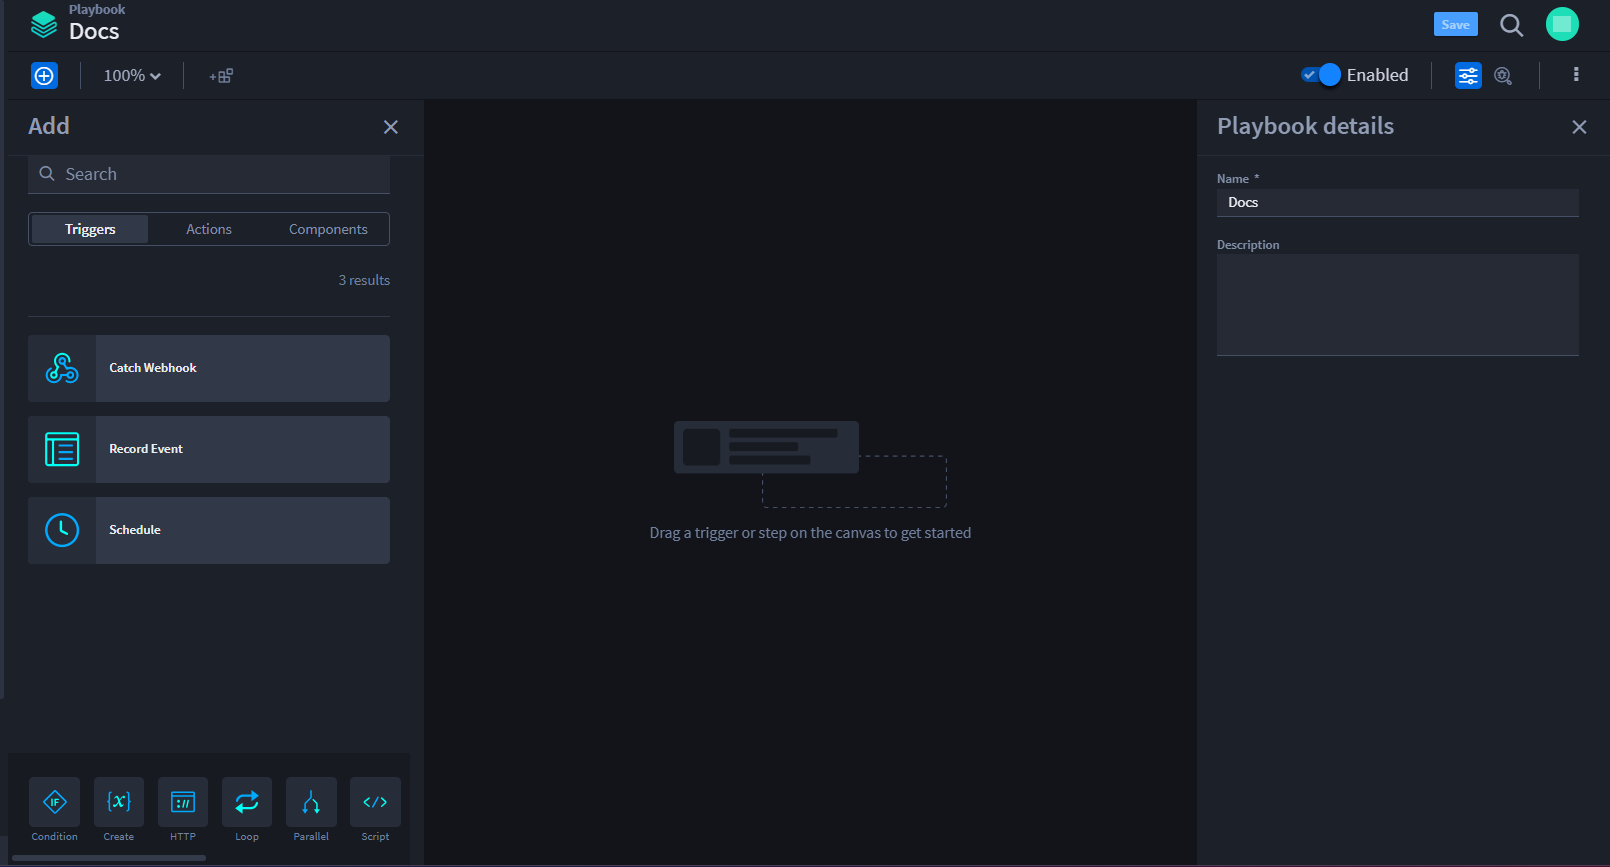 Playbook
Docs
Save
100%
Enabled
Add
Search
Triggers Actions Components
3 results
Catch Webhook
Record Event
Schedule
IF {x} :// </>
Condition Create HTTP Loop Parallel Script
Drag a trigger or step on the canvas to get started
Playbook details
Name *
Docs
Description